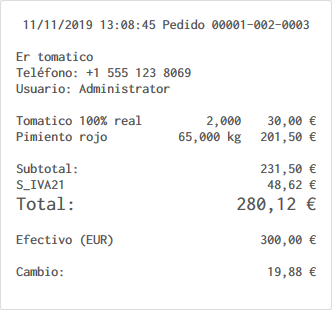 11/11/2019 13:08:45 Pedido 00001-002-0003
Er tomatico
Teléfono: +1 555 123 8069
Usuario: Administrator
Tomatico 100% real 2,000 30,00 €
Pimiento rojo 65,000 kg 201,50 €
Subtotal: 231,50 €
S_IVA21 48,62 €
Total: 280,12 €
Efectivo (EUR) 300,00 €
Cambio: 19,88 €